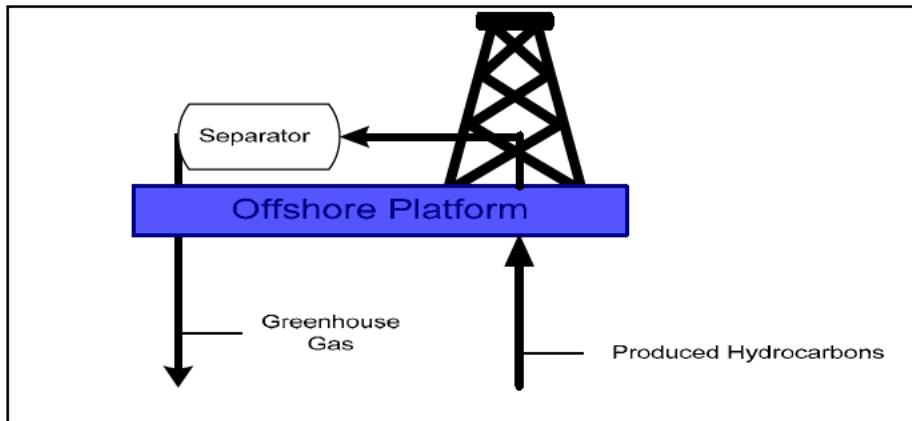 Separator
Offshore Platform
Greenhouse
Gas
Produced Hydrocarbons